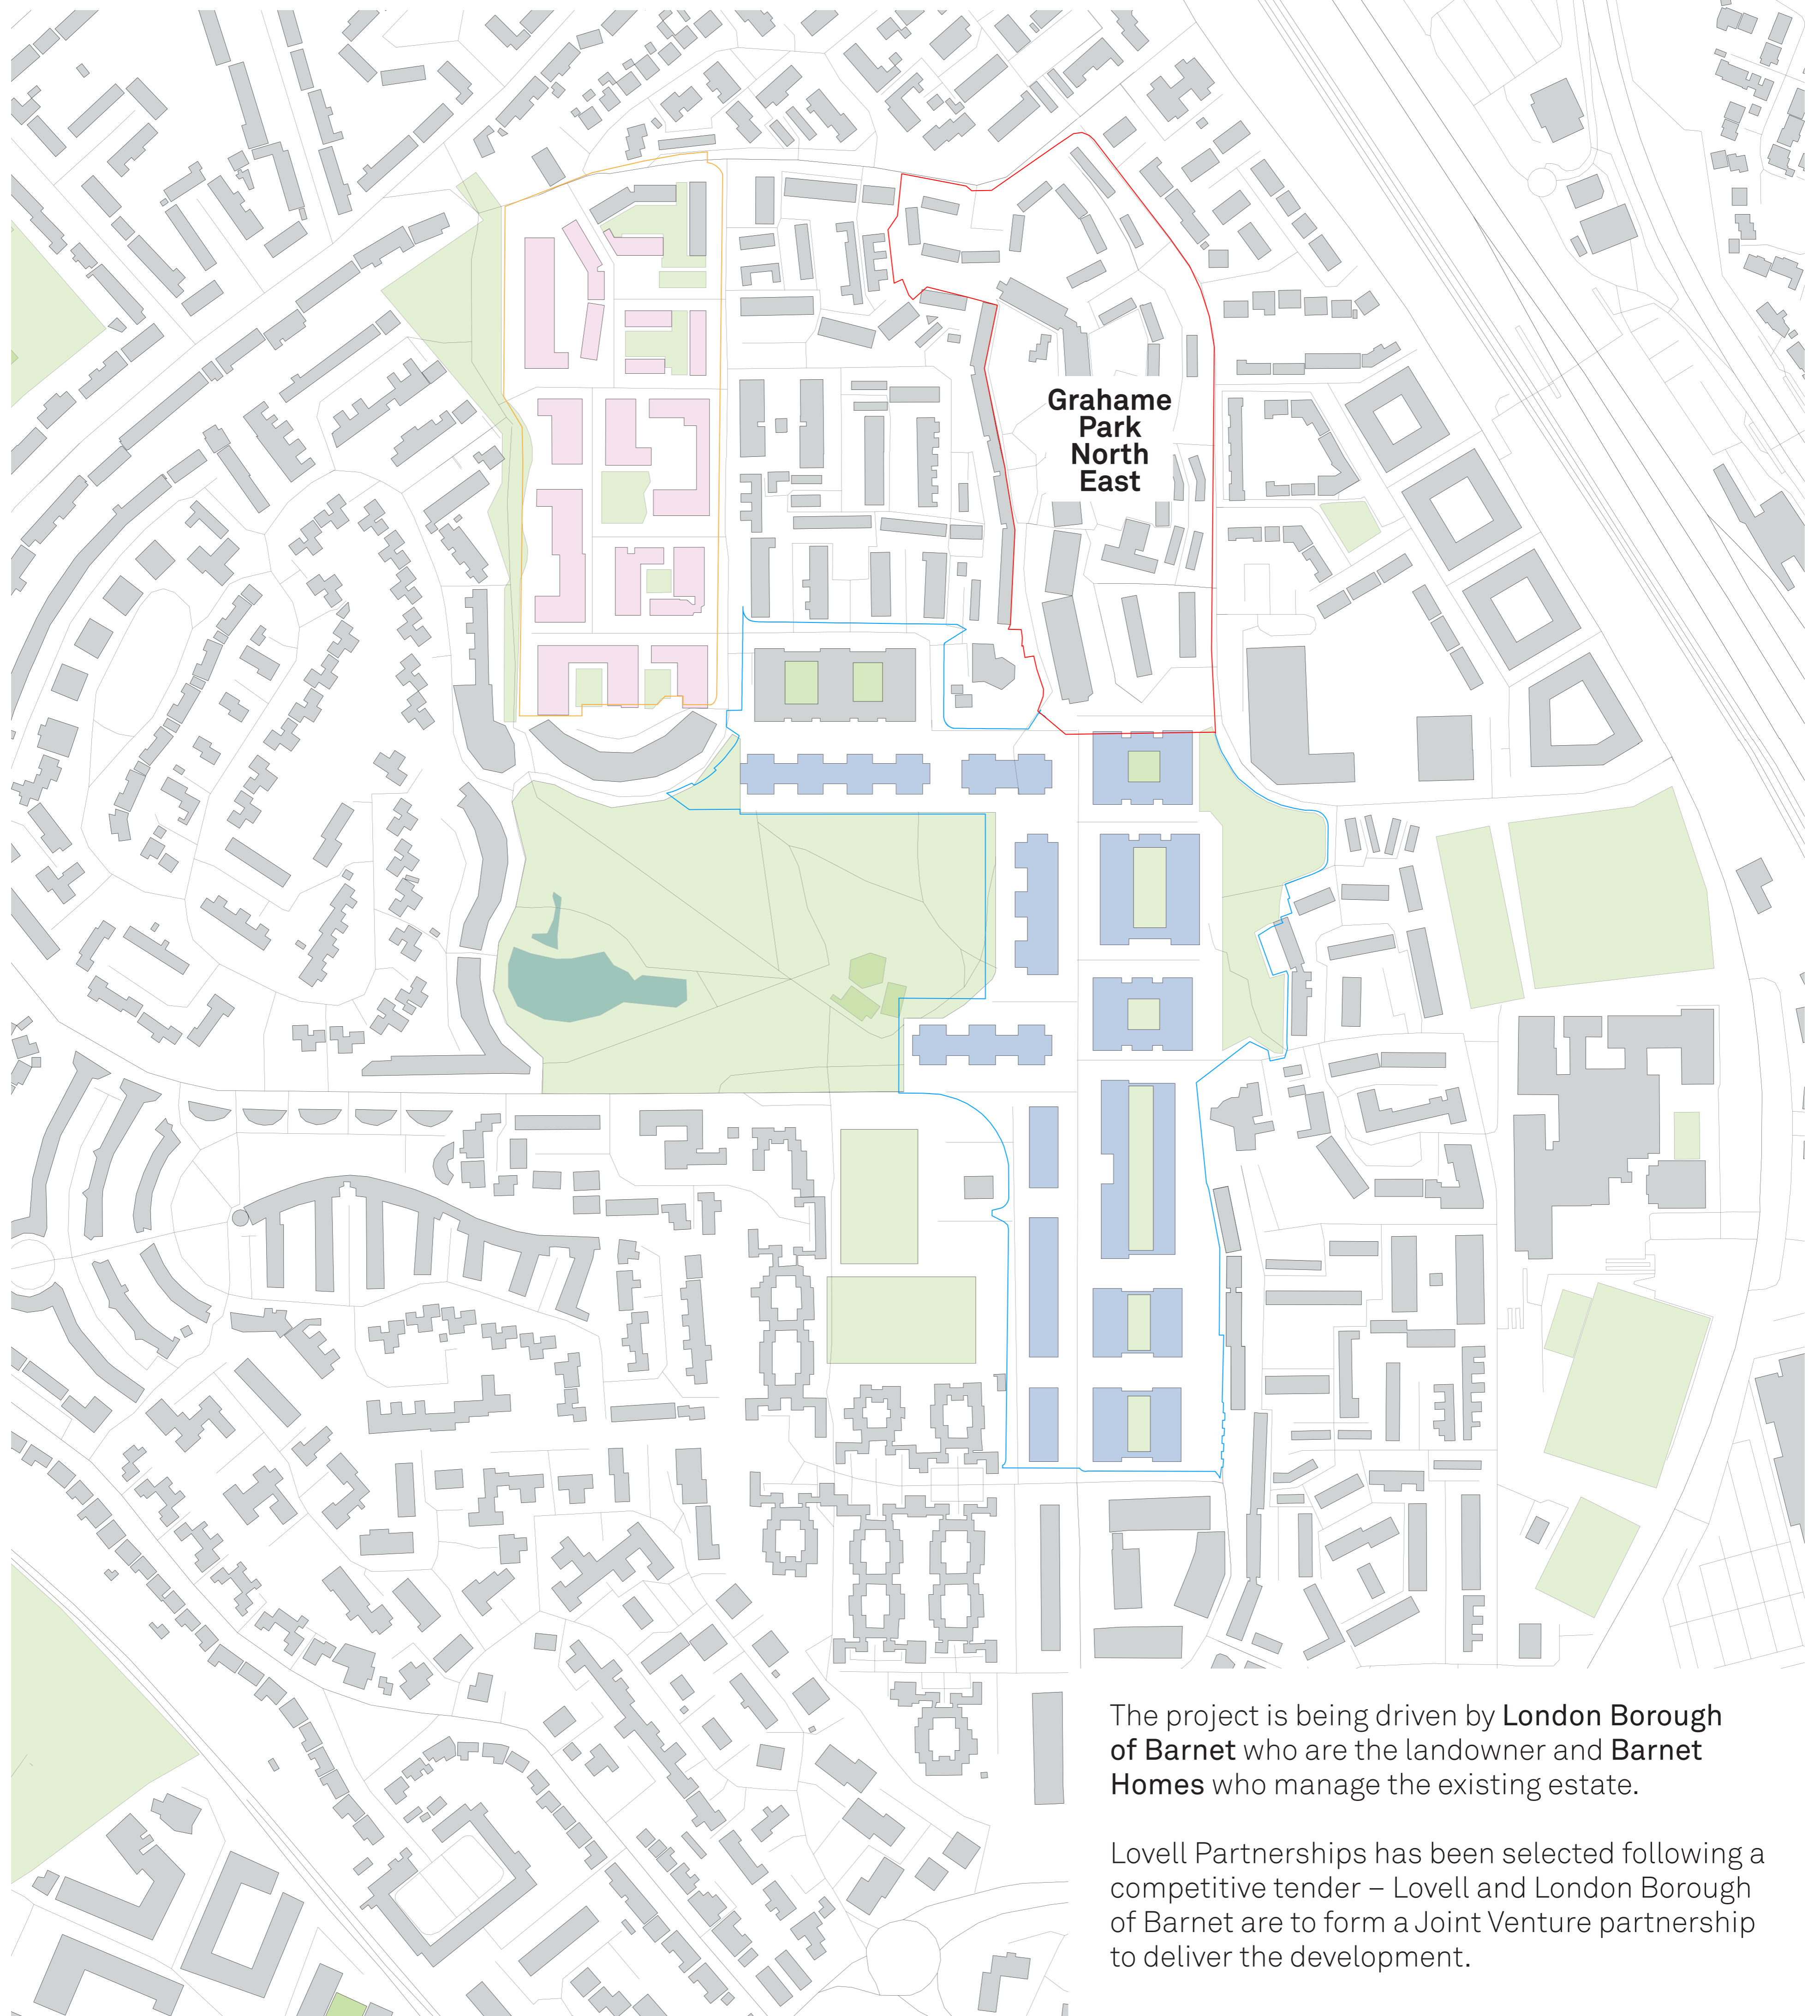 Grahame
Park
North
East
The project is being driven by London Borough
of Barnet who are the landowner and Barnet
Homes who manage the existing estate.
Lovell Partnerships has been selected following a
competitive tender – Lovell and London Borough
of Barnet are to form a Joint Venture partnership
to deliver the development.